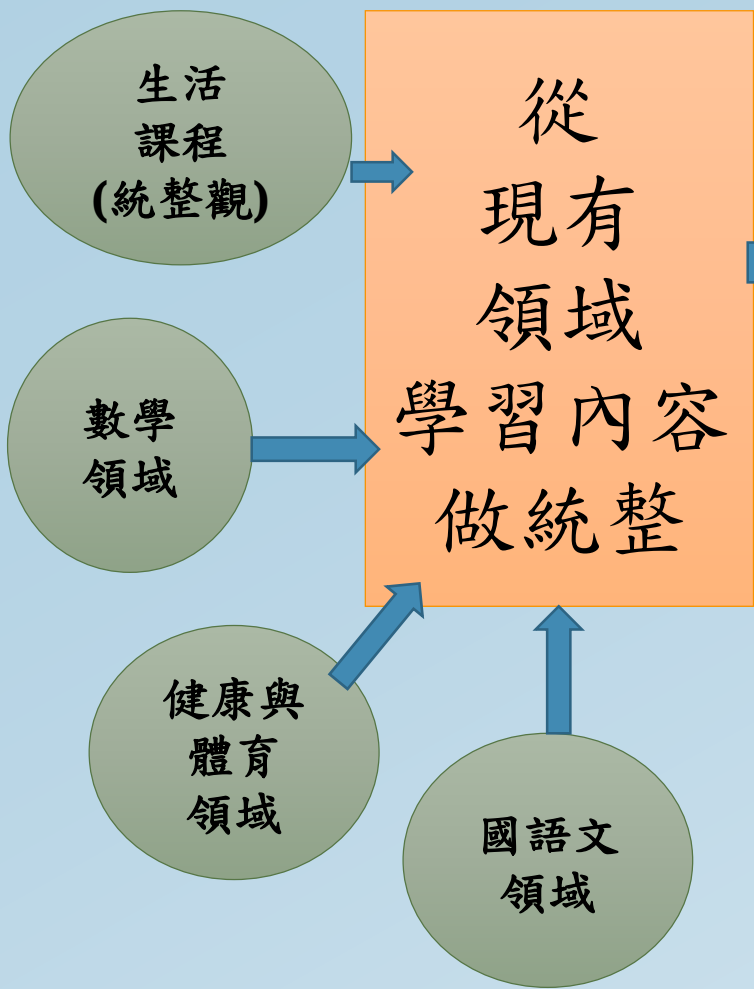 生活
課程
(統整觀)
從
現有
領域
學習內容
做統整
數學
領域
健康與
體育
領域
國語文
領域